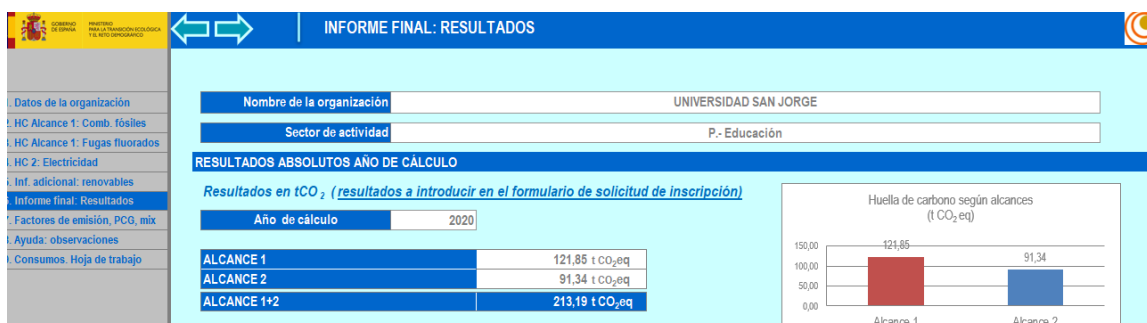 GOBIERNO DE ESPAÑA
MINISTERIO PARA LA TRANSICIÓN ECOLÓGICA Y EL RETO DEMOGRÁFICO
INFORME FINAL: RESULTADOS
. Datos de la organización
. HC Alcance 1: Comb. fósiles
. HC Alcance 1: Fugas fluorados
. HC 2: Electricidad
. Inf. adicional: renovables
. Informe final: Resultados
. Factores de emisión, PCG, mix
. Ayuda: observaciones
. Consumos. Hoja de trabajo
Nombre de la organización UNIVERSIDAD SAN JORGE
Sector de actividad P.- Educación
RESULTADOS ABSOLUTOS AÑO DE CÁLCULO
Resultados en tCO2 ( resultados a introducir en el formulario de solicitud de inscripción)
Año de cálculo 2020
ALCANCE 1 121,85 t CO2eq
ALCANCE 2 91,34 t CO2eq
ALCANCE 1+2 213,19 t CO2eq
Huella de carbono según alcances
(t CO2 eq)
150,00
100,00
50,00
0,00
121,85
91,34
Alcance 1
Alcance 2